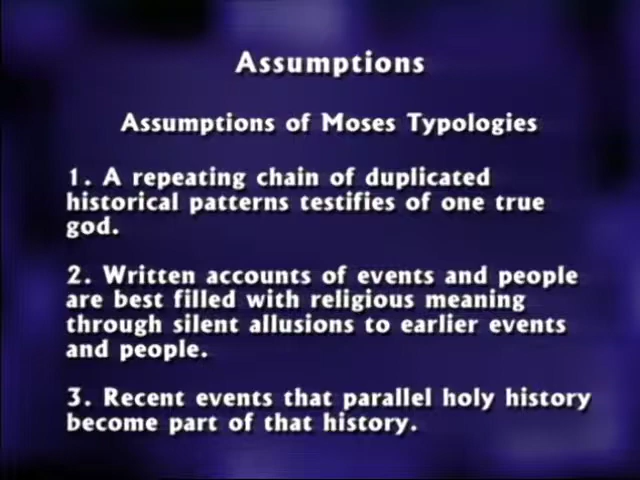 Assumptions
Assumptions of Moses Typologies
1. A repeating chain of duplicated
historical patterns testifies of one true
god.
2. Written accounts of events and people
are best filled with religious meaning
through silent allusions to earlier events
and people.
3. Recent events that parallel holy history
become part of that history.